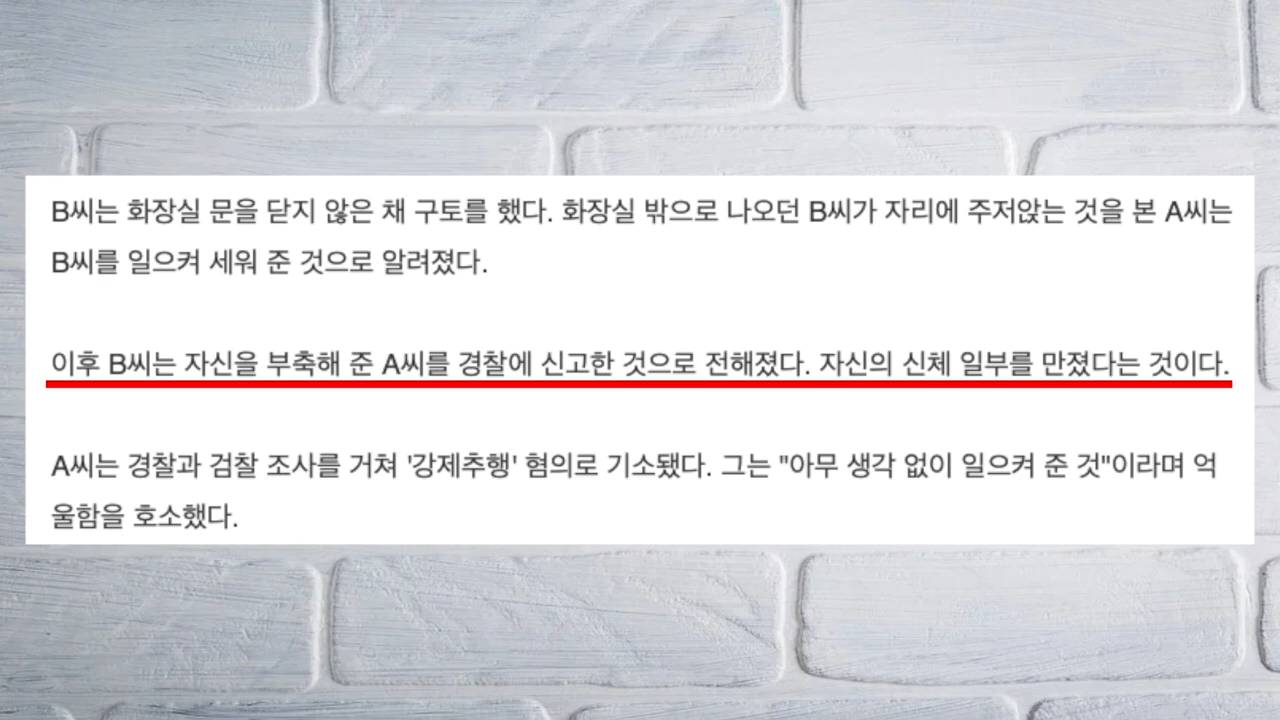 B씨는 화장실 문을 닫지 않은 채 구토를 했다. 화장실 밖으로 나오던 B씨가 자리에 주저앉는 것을 본 A씨는
B씨를 일으켜 세워 준 것으로 알려졌다.
이후 B씨는 자신을 부축해 준 A씨를 경찰에 신고한 것으로 전해졌다. 자신의 신체 일부를 만졌다는 것이다.
A씨는 경찰과 검찰 조사를 거쳐 '강제추행' 혐의로 기소됐다. 그는 "아무 생각 없이 일으켜 준 것"이라며 억
울함을 호소했다.